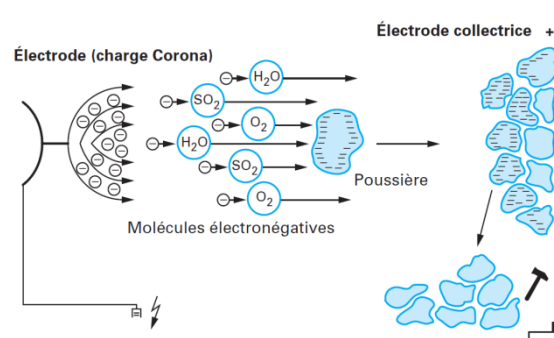 Électrode collectrice +
Électrode (charge Corona)
H₂O
SO₂
O₂
H₂O
SO₂
O₂
Poussière
Molécules électronégatives